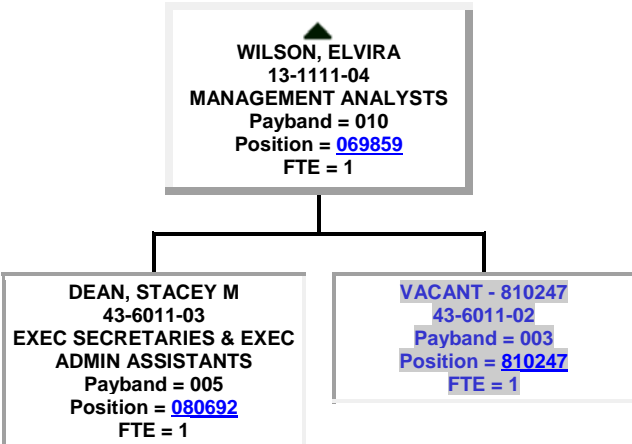 WILSON, ELVIRA
13-1111-04
MANAGEMENT ANALYSTS
Payband = 010
Position = 069859
FTE = 1
DEAN, STACEY M
43-6011-03
EXEC SECRETARIES & EXEC
ADMIN ASSISTANTS
Payband = 005
Position = 080692
FTE = 1
VACANT - 810247
43-6011-02
Payband = 003
Position = 810247
FTE = 1